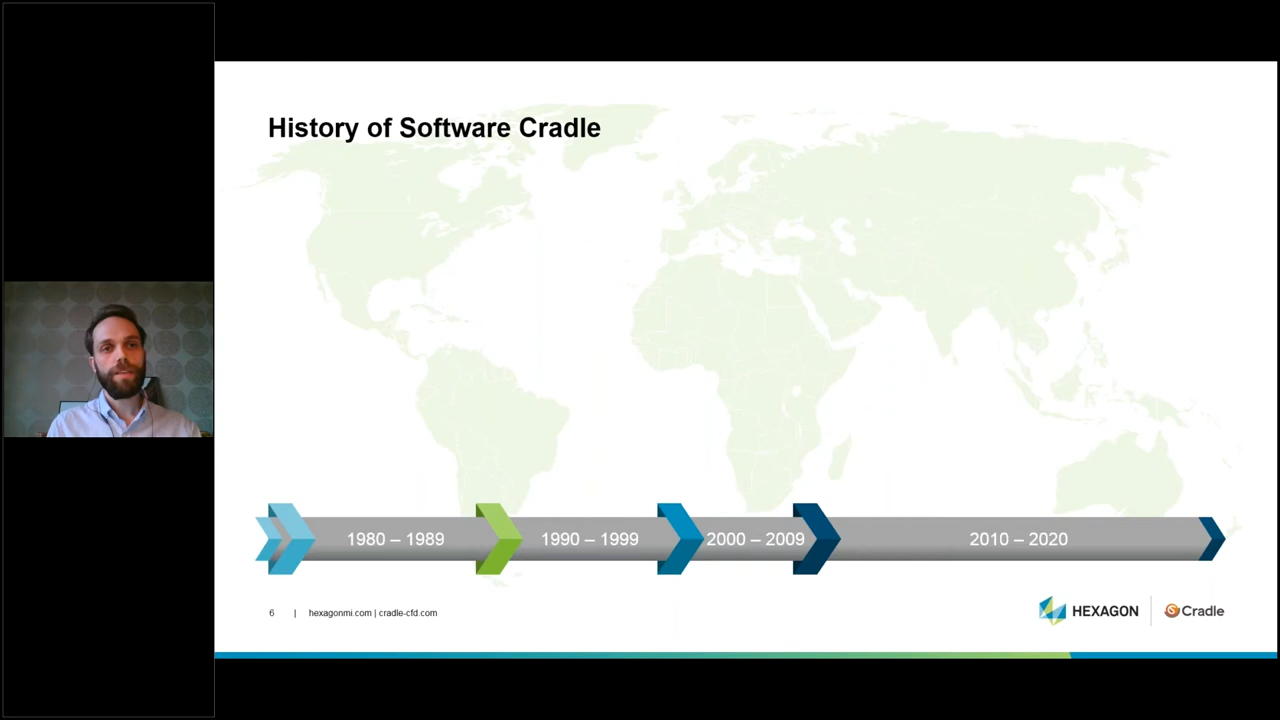 History of Software Cradle
1980 – 1989
1990 – 1999
2000 – 2009
2010 – 2020
6 | hexagonmi.com | cradle-cfd.com
HEXAGON
Cradle